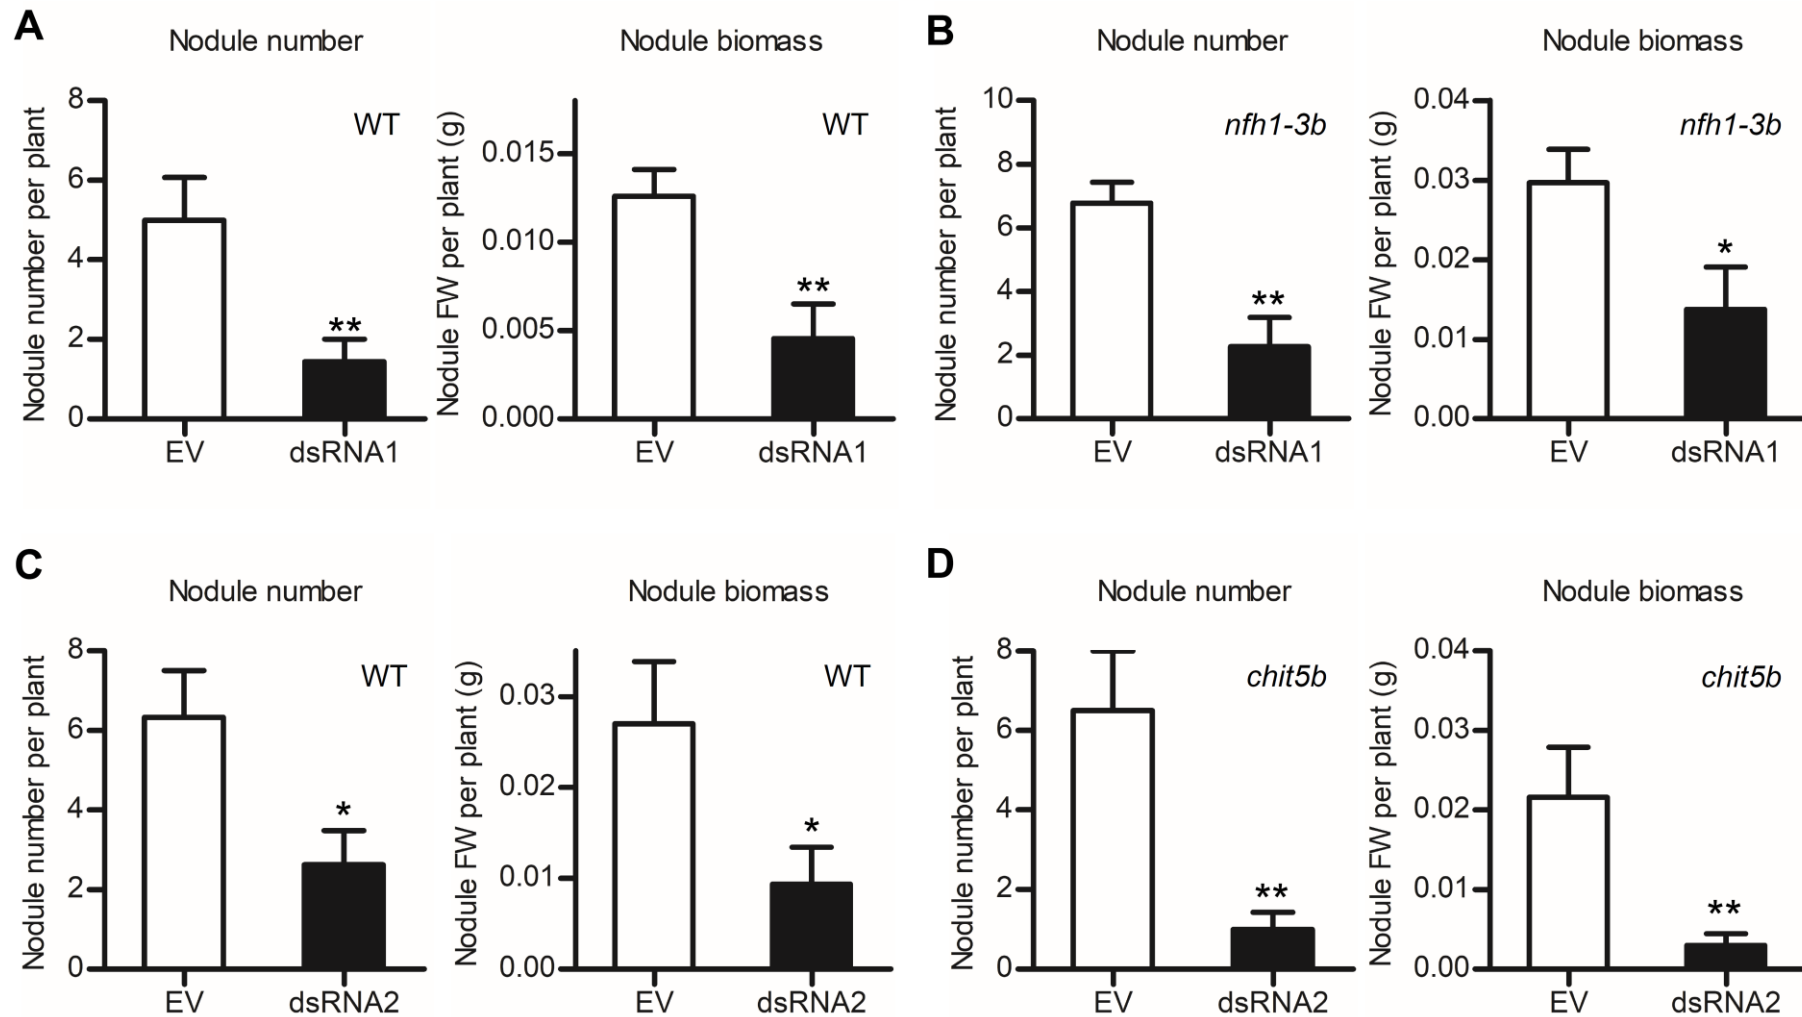 A
Nodule number
Nodule number per plant
8
6
4
2
0
WT
**
EV
dsRNA1
Nodule biomass
Nodule FW per plant (g)
0.015
0.010
0.005
0.000
WT
**
EV
dsRNA1
B
Nodule number
Nodule number per plant
10
8
6
4
2
0
nfh1-3b
**
EV
dsRNA1
Nodule biomass
Nodule FW per plant (g)
0.04
0.03
0.02
0.01
0.00
nfh1-3b
*
EV
dsRNA1
C
Nodule number
Nodule number per plant
8
6
4
2
0
WT
*
EV
dsRNA2
Nodule biomass
Nodule FW per plant (g)
0.03
0.02
0.01
0.00
WT
*
EV
dsRNA2
D
Nodule number
Nodule number per plant
8
6
4
2
0
chit5b
**
EV
dsRNA2
Nodule biomass
Nodule FW per plant (g)
0.04
0.03
0.02
0.01
0.00
chit5b
**
EV
dsRNA2